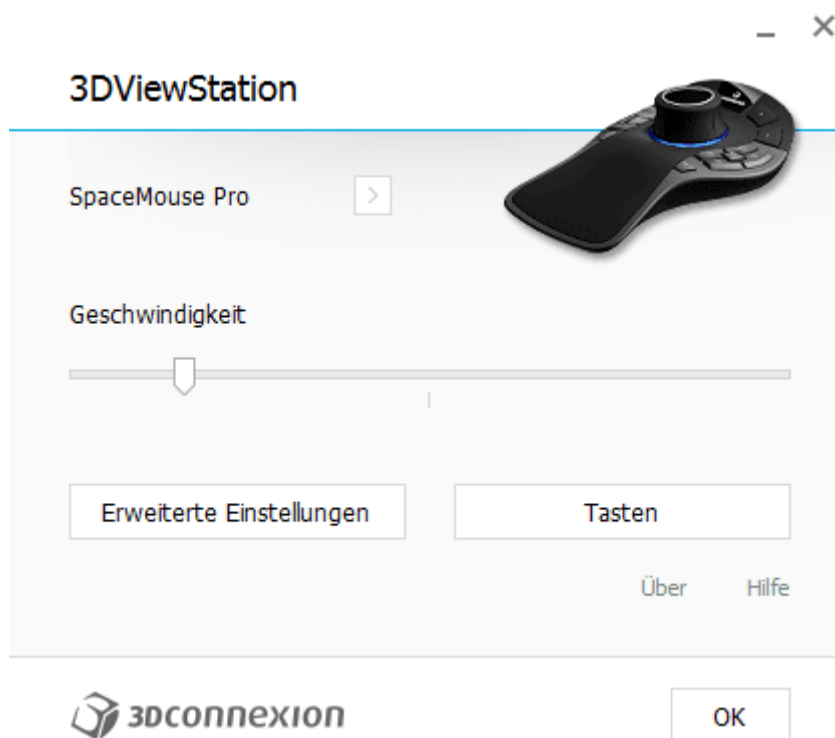 3DViewStation
SpaceMouse Pro
Geschwindigkeit
Erweiterte Einstellungen
Tasten
Über
Hilfe
3Dconnexion
OK